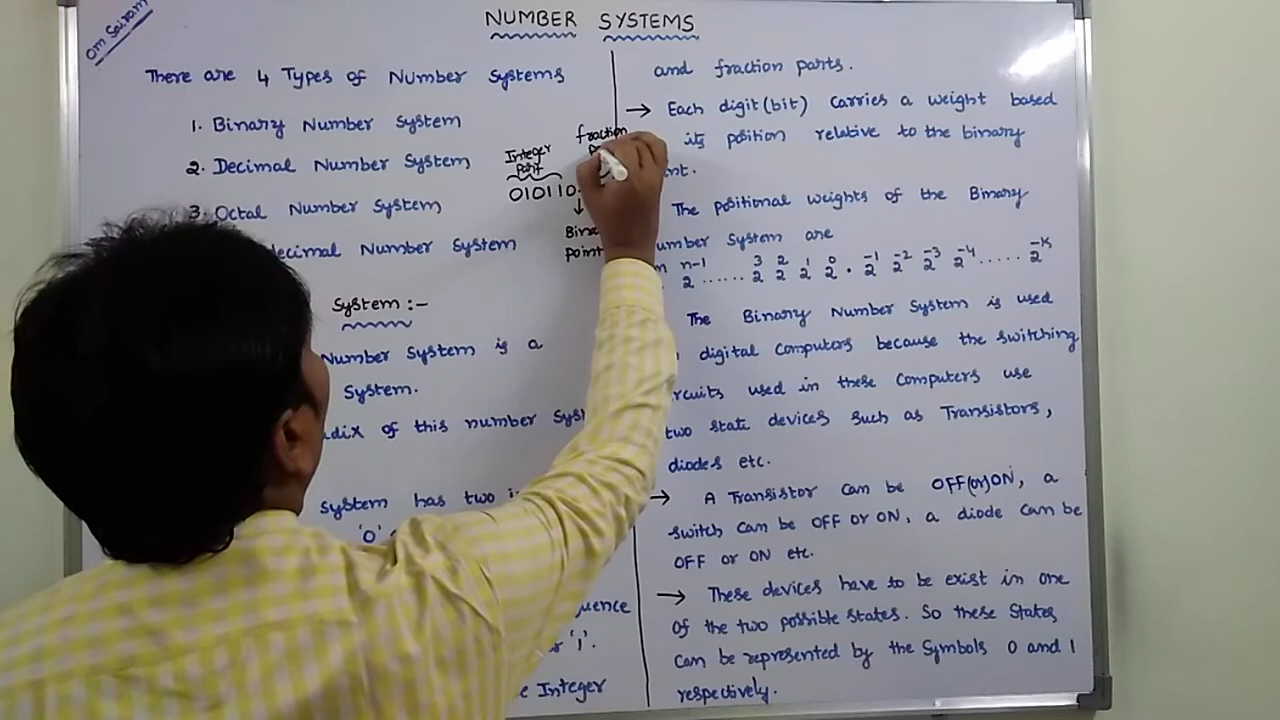 Om Sairam
NUMBER SYSTEMS
There are 4 Types of Number Systems
1. Binary Number System
2. Decimal Number System
3. Octal Number System
decimal Number System
Integer
part
010110.
fraction
Binary
point
System :-
Number System is a
System.
of this number
system has two
'0'
'1'.
Integer
and fraction parts.
→ Each digit (bit) carries a weight based
its position relative to the binary
The positional weights of the Binary
Number System are
2^n-1 ...... 2^3 2^2 2^1 2^0 . 2^-1 2^-2 2^-3 2^-4 ..... 2^-k
The Binary Number System is used
digital Computers because the switching
circuits used in these Computers use
two state devices such as Transistors,
diodes etc.
→ A Transistor can be OFF(or)ON, a
switch can be OFF or ON, a diode can be
OFF or ON etc.
→ These devices have to be exist in one
of the two possible states. So these states
can be represented by the Symbols 0 and 1
respectively.